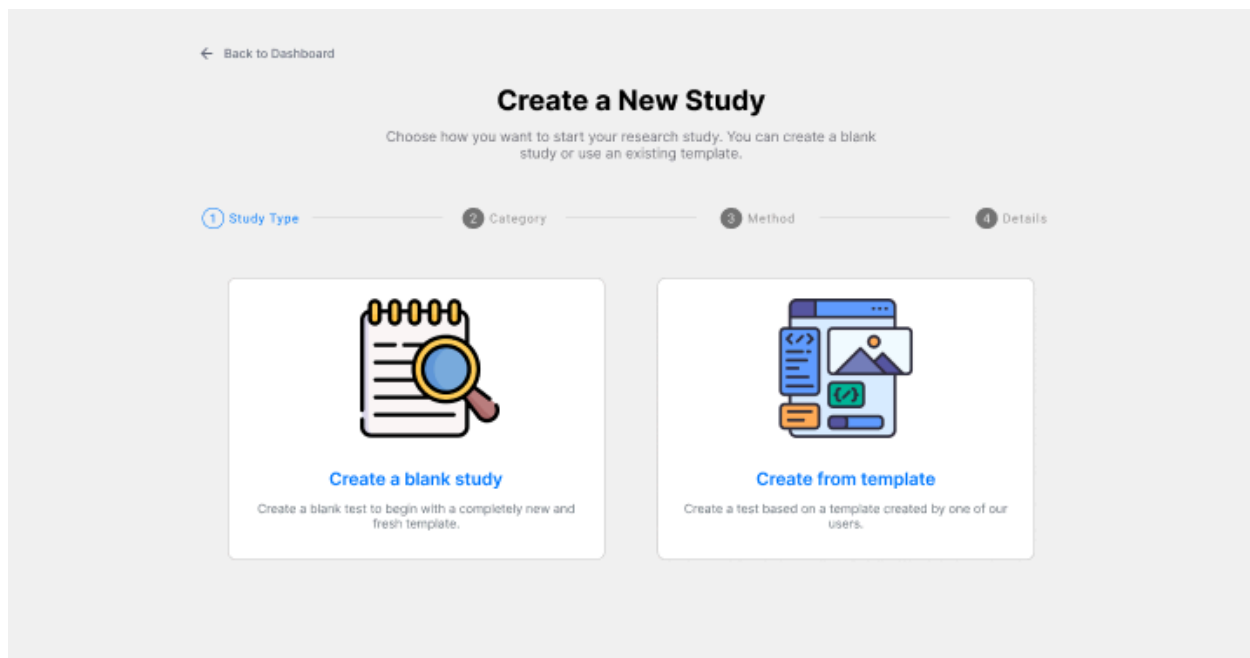 Back to Dashboard
Create a New Study
Choose how you want to start your research study. You can create a blank
study or use an existing template.
1 Study Type
2 Category
3 Method
4 Details
Create a blank study
Create a blank test to begin with a completely new and
fresh template.
Create from template
Create a test based on a template created by one of our
users.